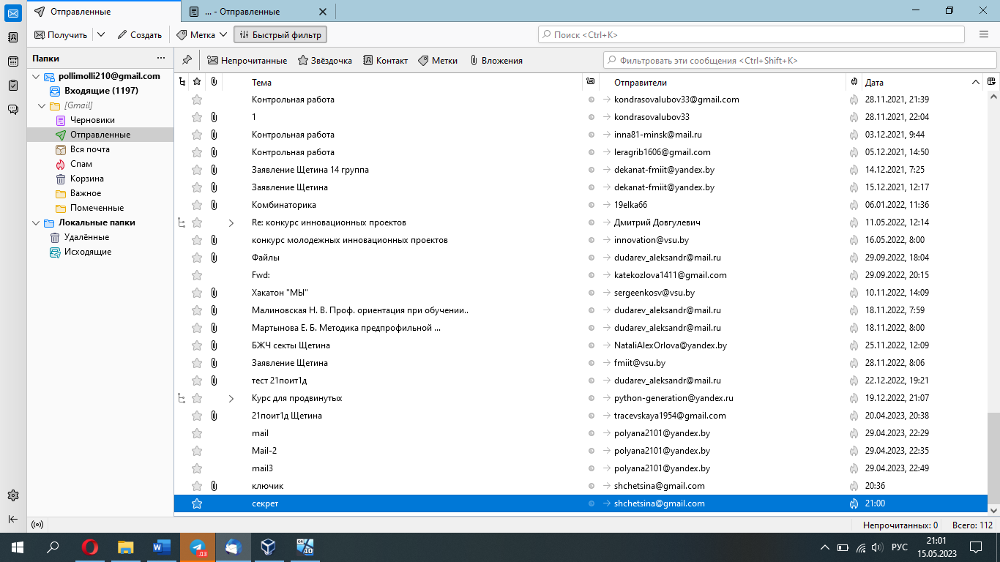 Отправленные
... - Отправленные
Получить
Создать
Метка
Быстрый фильтр
Поиск <Ctrl+K>
Папки
...
Непрочитанные
Звёздочка
Контакт
Метки
Вложения
Фильтровать эти сообщения <Ctrl+Shift+K>
pollimolli210@gmail.com
Входящие (1197)
[Gmail]
Черновики
Отправленные
Вся почта
Спам
Корзина
Важное
Помеченные
Локальные папки
Удалённые
Исходящие
Тема Отправители Дата
Контрольная работа kondrasovalubov33@gmail.com 28.11.2021, 21:39
1 kondrasovalubov33 28.11.2021, 22:04
Контрольная работа inna81-minsk@mail.ru 03.12.2021, 9:44
Контрольная работа leragrib1606@gmail.com 05.12.2021, 14:50
Заявление Щетина 14 группа dekanat-fmiit@yandex.by 14.12.2021, 7:25
Заявление Щетина dekanat-fmiit@yandex.by 15.12.2021, 12:17
Комбинаторика 19elka66 06.01.2022, 11:36
Re: конкурс инновационных проектов Дмитрий Довгулевич 11.05.2022, 12:14
конкурс молодежных инновационных проектов innovation@vsu.by 16.05.2022, 8:00
Файлы dudarev_aleksandr@mail.ru 29.09.2022, 18:04
Fwd: katekozlova1411@gmail.com 29.09.2022, 20:15
Хакатон "МЫ" sergeenkosv@vsu.by 10.11.2022, 14:09
Малиновская Н. В. Проф. ориентация при обучении.. dudarev_aleksandr@mail.ru 18.11.2022, 7:59
Мартынова Е. Б. Методика предпрофильной ... dudarev_aleksandr@mail.ru 18.11.2022, 8:00
БЖЧ секты Щетина NataliAlexOrlova@yandex.by 25.11.2022, 12:09
Заявление Щетина fmiit@vsu.by 28.11.2022, 8:06
тест 21поит1д dudarev_aleksandr@mail.ru 22.12.2022, 19:21
Курс для продвинутых python-generation@yandex.ru 19.12.2022, 21:07
21поит1д Щетина tracevskaya1954@gmail.com 20.04.2023, 20:38
mail polyana2101@yandex.by 29.04.2023, 22:29
Mail-2 polyana2101@yandex.by 29.04.2023, 22:35
mail3 polyana2101@yandex.by 29.04.2023, 22:49
ключик shchetsina@gmail.com 20:36
секрет shchetsina@gmail.com 21:00
Непрочитанных: 0 Всего: 112
W
..03
64
10
РУС
21:01
15.05.2023